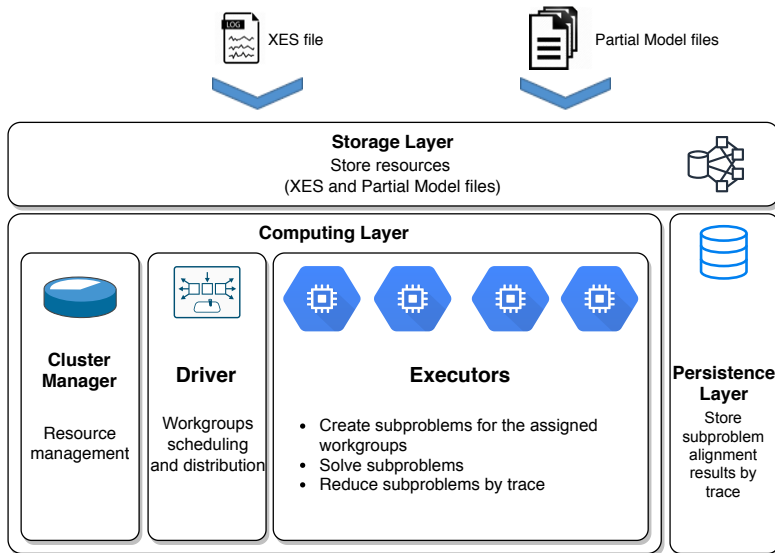 LOG
XES file
Partial Model files
Storage Layer
Store resources
(XES and Partial Model files)
Computing Layer
Cluster
Manager
Resource
management
Driver
Workgroups
scheduling
and distribution
Executors
• Create subproblems for the assigned
workgroups
• Solve subproblems
• Reduce subproblems by trace
Persistence
Layer
Store
subproblem
alignment
results by
trace